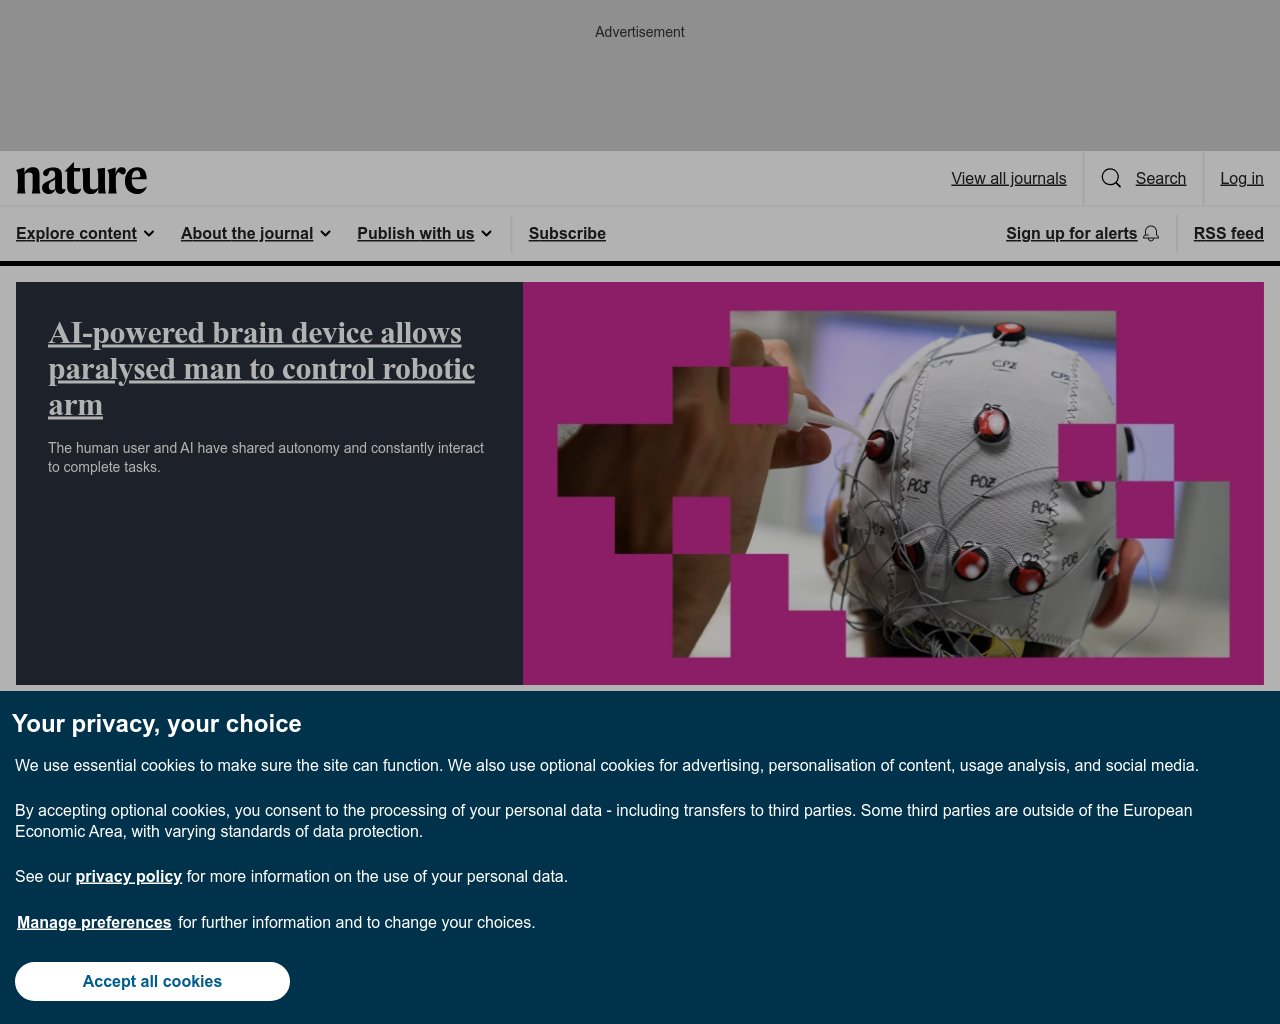 Advertisement
nature
View all journals
Search
Log in
Explore content
About the journal
Publish with us
Subscribe
Sign up for alerts
RSS feed
AI-powered brain device allows
paralysed man to control robotic
arm
The human user and AI have shared autonomy and constantly interact
to complete tasks.
CPZ
PO3
POZ
PO4
PO7
PO8
OZ
O2
Your privacy, your choice
We use essential cookies to make sure the site can function. We also use optional cookies for advertising, personalisation of content, usage analysis, and social media.
By accepting optional cookies, you consent to the processing of your personal data - including transfers to third parties. Some third parties are outside of the European
Economic Area, with varying standards of data protection.
See our privacy policy for more information on the use of your personal data.
Manage preferences for further information and to change your choices.
Accept all cookies